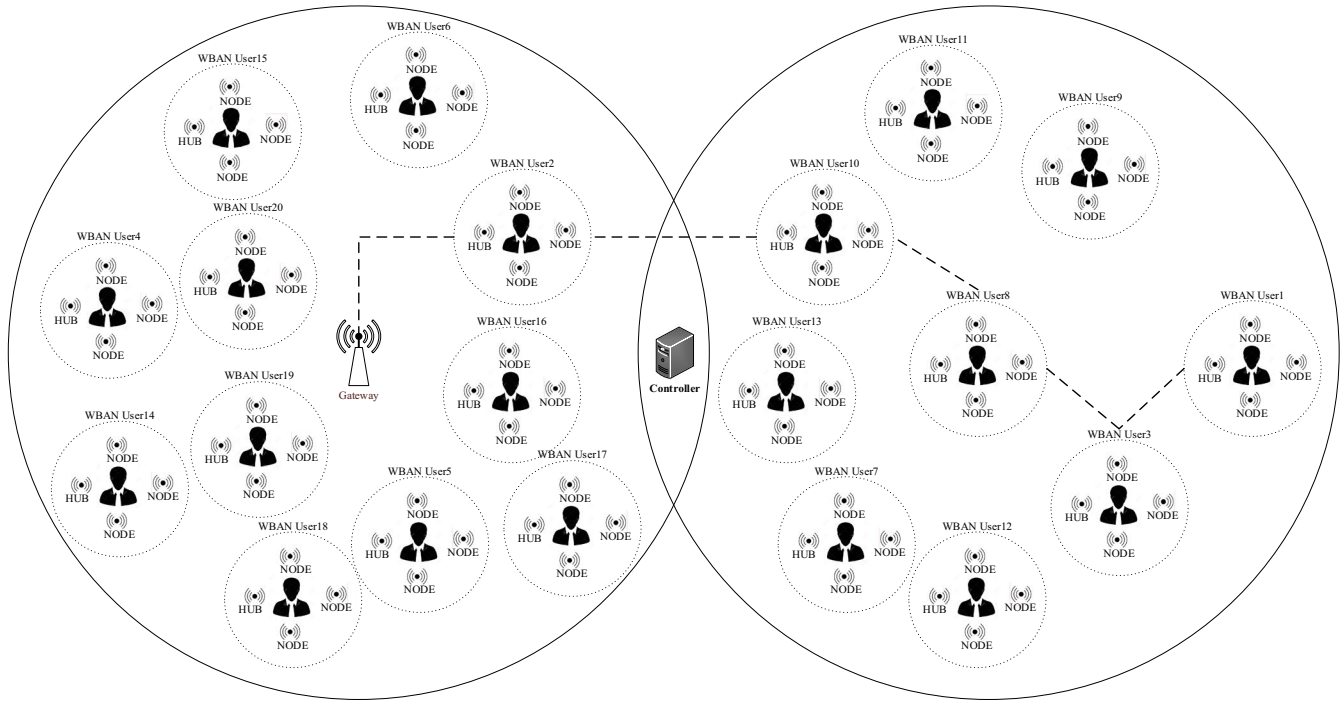 WBAN User6
NODE
HUB
NODE
NODE
WBAN User15
NODE
HUB
NODE
NODE
WBAN User2
NODE
HUB
NODE
NODE
WBAN User20
NODE
HUB
NODE
NODE
WBAN User4
NODE
HUB
NODE
NODE
WBAN User16
NODE
HUB
NODE
NODE
Gateway
WBAN User19
NODE
HUB
NODE
NODE
WBAN User14
NODE
HUB
NODE
NODE
WBAN User5
NODE
HUB
NODE
NODE
WBAN User17
NODE
HUB
NODE
NODE
WBAN User18
NODE
HUB
NODE
NODE
Controller
WBAN User11
NODE
HUB
NODE
NODE
WBAN User9
NODE
HUB
NODE
NODE
WBAN User10
NODE
HUB
NODE
NODE
WBAN User8
NODE
HUB
NODE
NODE
WBAN User1
NODE
HUB
NODE
NODE
WBAN User13
NODE
HUB
NODE
NODE
WBAN User3
NODE
HUB
NODE
NODE
WBAN User7
NODE
HUB
NODE
NODE
WBAN User12
NODE
HUB
NODE
NODE